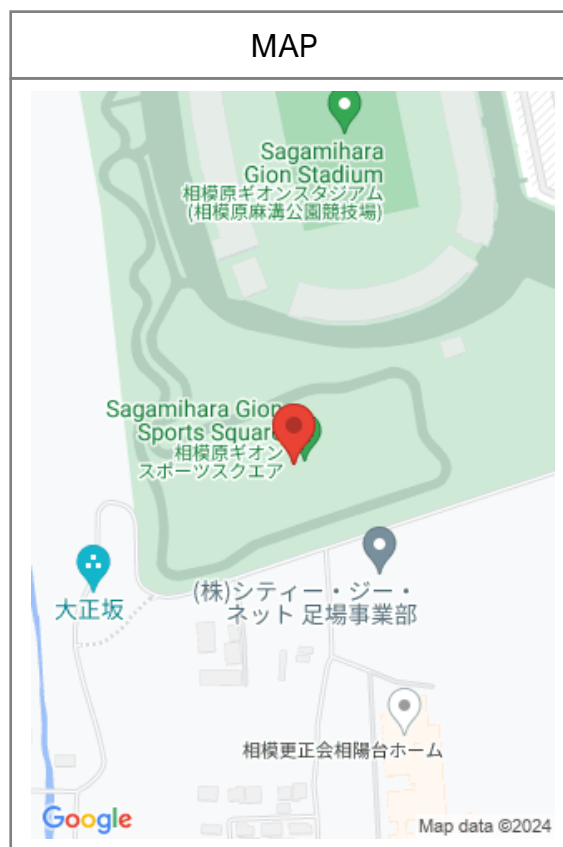 MAP
Sagamihara
Gion Stadium
相模原ギオンスタジアム
(相模原麻溝公園競技場)
Sagamihara Gion
Sports Square
相模原ギオン
スポーツスクエア
大正坂
(株)シティー・ジー・
ネット 足場事業部
相模更正会相陽台ホーム
Google
Map data ©2024